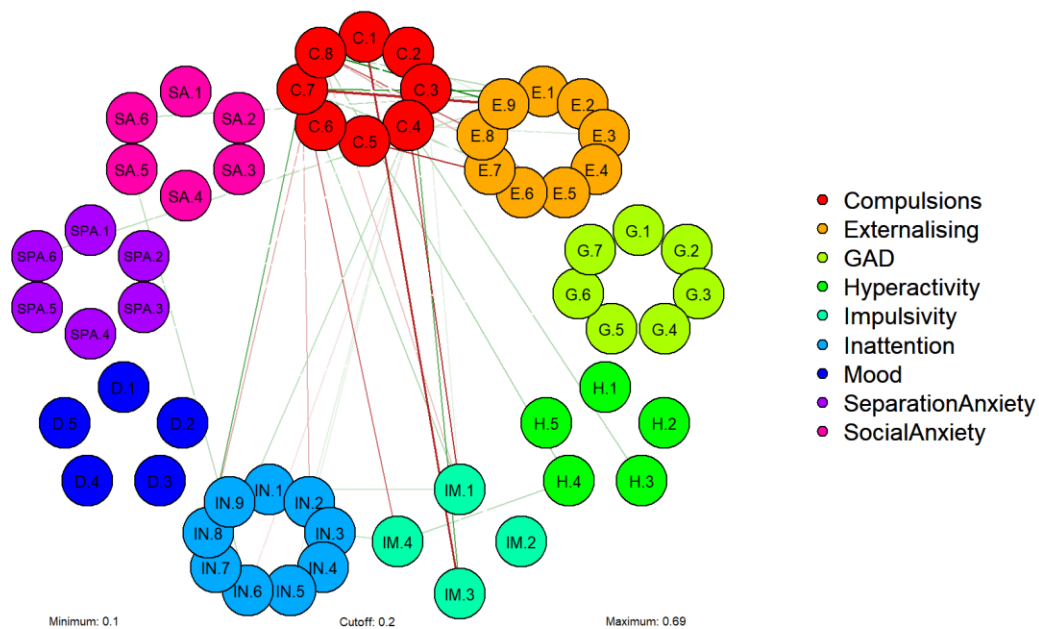 C.1
C.2
C.3
C.4
C.5
C.6
C.7
C.8
E.1
E.2
E.3
E.4
E.5
E.6
E.7
E.8
E.9
SA.1
SA.2
SA.3
SA.4
SA.5
SA.6
G.1
G.2
G.3
G.4
G.5
G.6
G.7
SPA.1
SPA.2
SPA.3
SPA.4
SPA.5
SPA.6
H.1
H.2
H.3
H.4
H.5
D.1
D.2
D.3
D.4
D.5
IN.1
IN.2
IN.3
IN.4
IN.5
IN.6
IN.7
IN.8
IN.9
IM.1
IM.2
IM.3
IM.4
Compulsions
Externalising
GAD
Hyperactivity
Impulsivity
Inattention
Mood
SeparationAnxiety
SocialAnxiety
Minimum: 0.1
Cutoff: 0.2
Maximum: 0.69